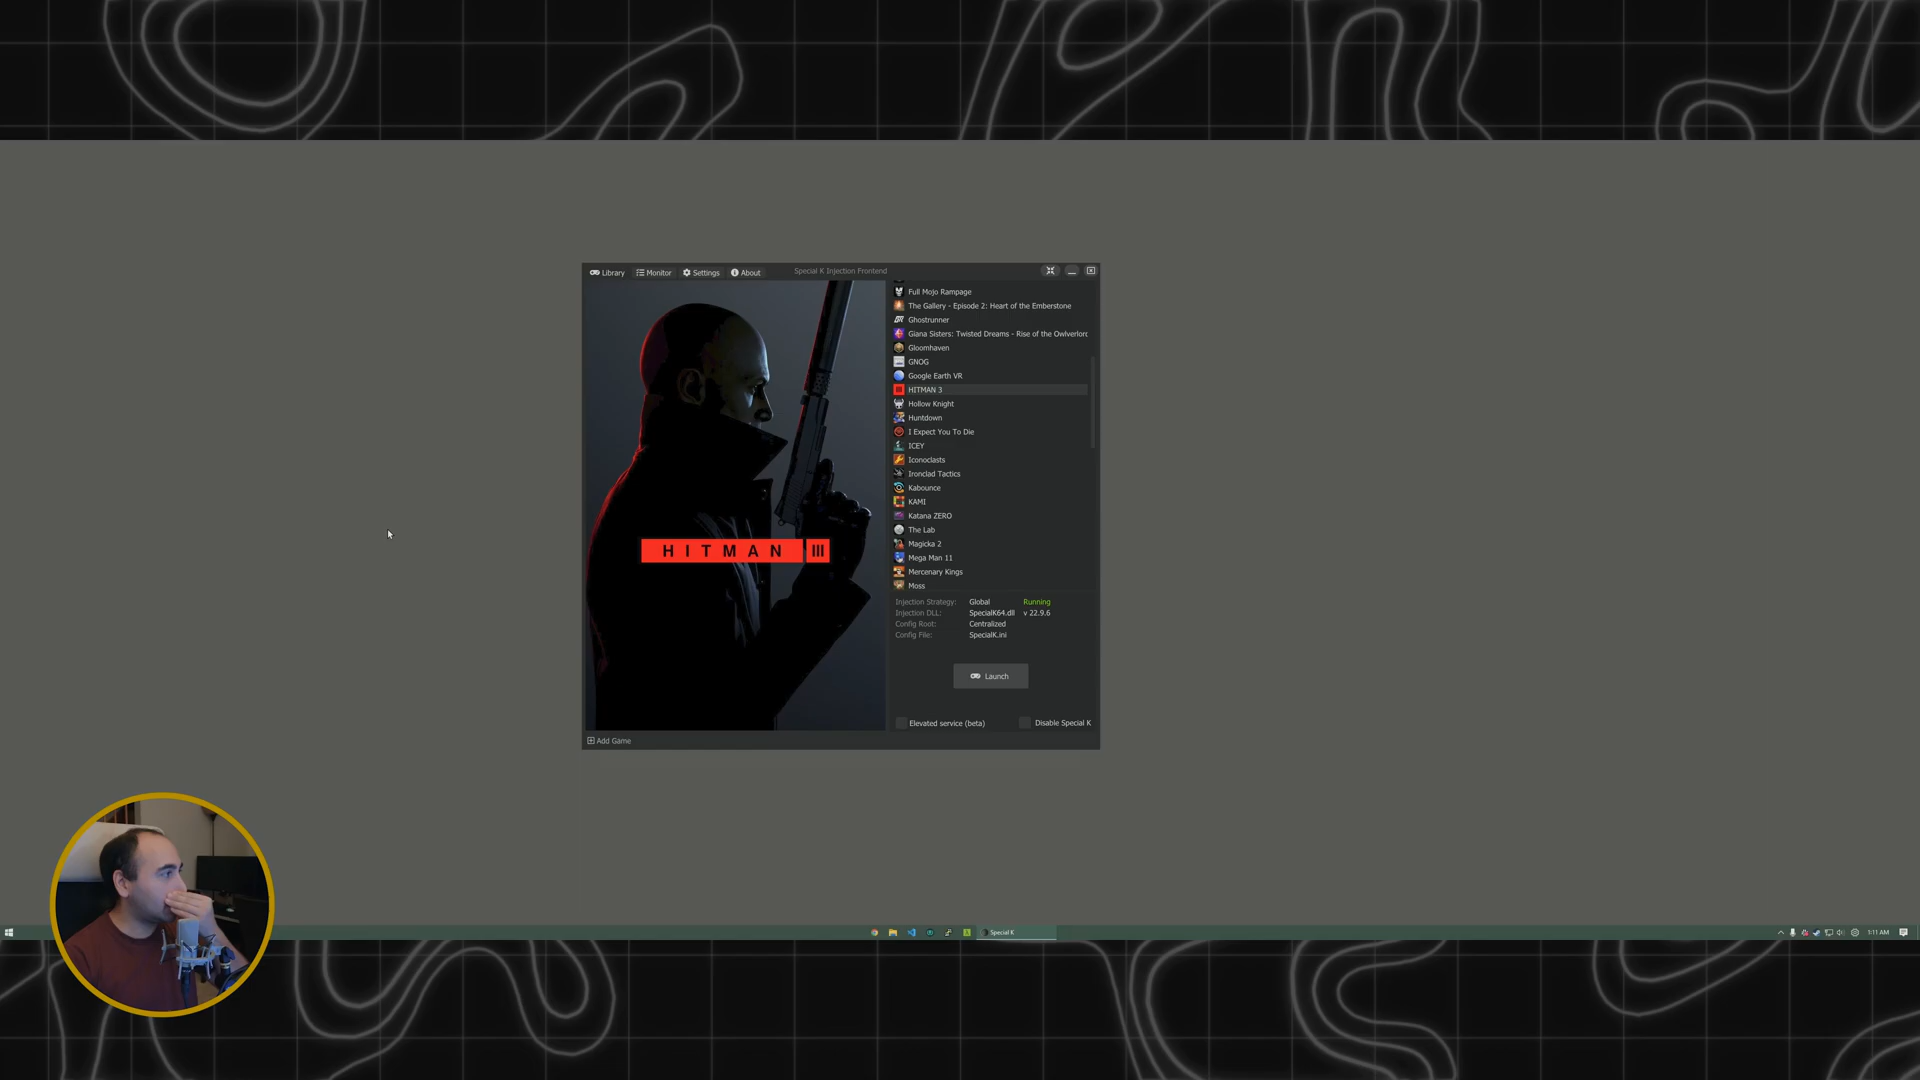 Library Monitor Settings About Special K Injection Frontend
Full Mojo Rampage
The Gallery - Episode 2: Heart of the Emberstone
Ghostrunner
Giana Sisters: Twisted Dreams - Rise of the Owlverlord
Gloomhaven
GNOG
Google Earth VR
HITMAN 3
Hollow Knight
Huntdown
I Expect You To Die
ICEY
Iconoclasts
Ironclad Tactics
Kabounce
KAMI
Katana ZERO
The Lab
Magicka 2
Mega Man 11
Mercenary Kings
Moss
HITMAN III
Injection Strategy: Global Running
Injection DLL: SpecialK64.dll v 22.9.6
Config Root: Centralized
Config File: SpecialK.ini
Launch
Elevated service (beta) Disable Special K
Add Game
Special K
1:11 AM